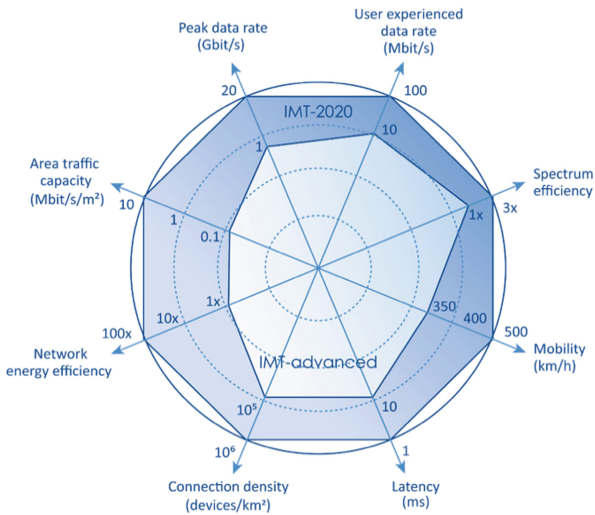 Peak data rate
(Gbit/s)
User experienced
data rate
(Mbit/s)
20
100
IMT-2020
1
10
Area traffic
capacity
(Mbit/s/m²)
Spectrum
efficiency
10
1
0.1
1x
3x
1x
10x
100x
350
400
500
Network
energy efficiency
Mobility
(km/h)
IMT-advanced
10⁵
10
10⁶
1
Connection density
(devices/km²)
Latency
(ms)